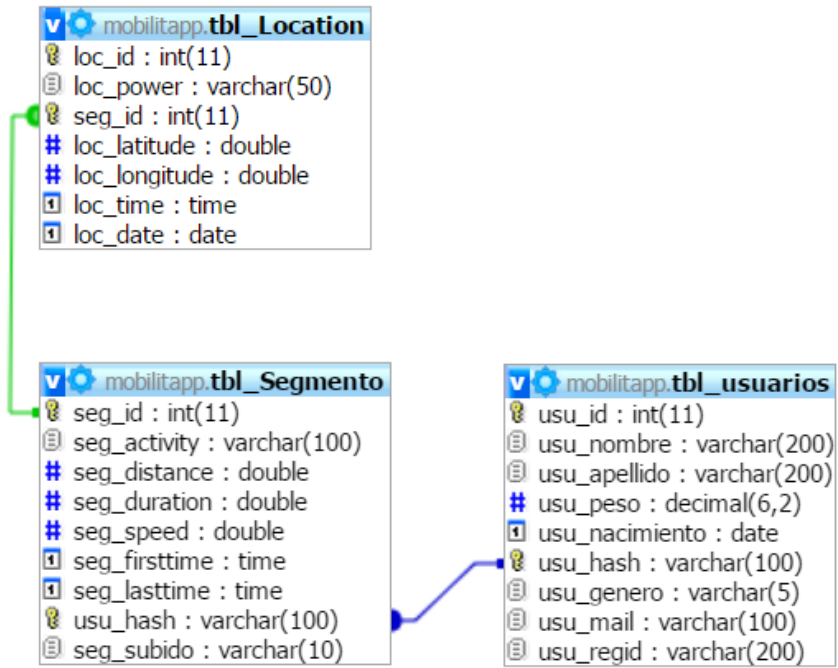 v mobilitapp.tbl_Location
loc_id : int(11)
loc_power : varchar(50)
seg_id : int(11)
# loc_latitude : double
# loc_longitude : double
loc_time : time
loc_date : date
v mobilitapp.tbl_Segmento
seg_id : int(11)
seg_activity : varchar(100)
# seg_distance : double
# seg_duration : double
# seg_speed : double
seg_firsttime : time
seg_lasttime : time
usu_hash : varchar(100)
seg_subido : varchar(10)
v mobilitapp.tbl_usuarios
usu_id : int(11)
usu_nombre : varchar(200)
usu_apellido : varchar(200)
# usu_peso : decimal(6,2)
usu_nacimiento : date
usu_hash : varchar(100)
usu_genero : varchar(5)
usu_mail : varchar(100)
usu_regid : varchar(200)